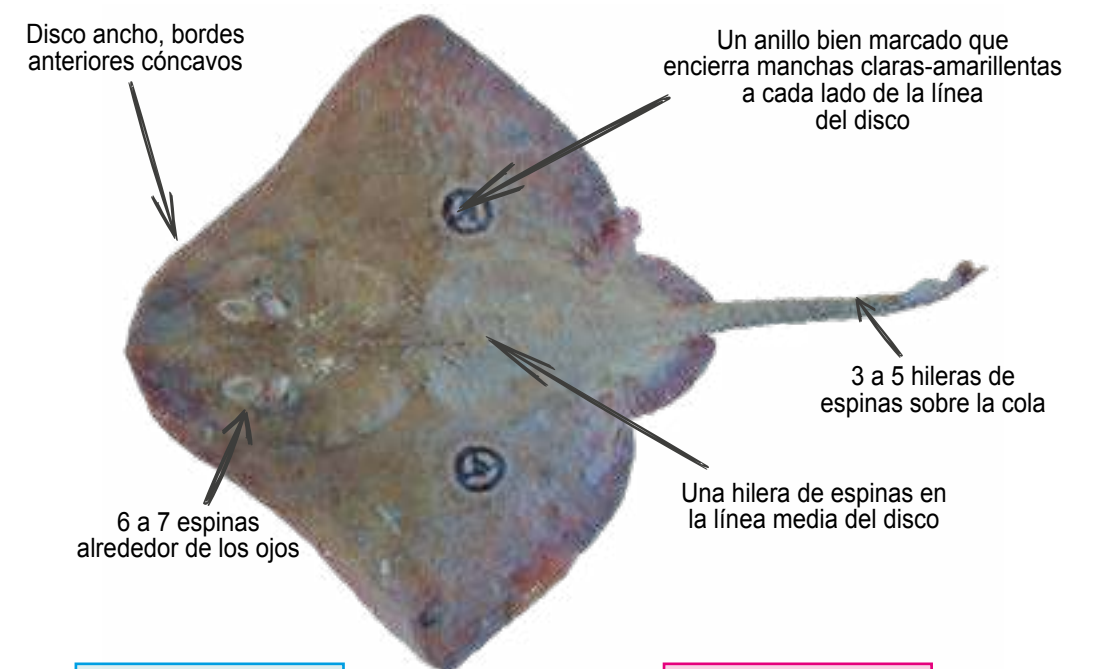 Disco ancho, bordes
anteriores cóncavos
Un anillo bien marcado que
encierra manchas claras-amarillentas
a cada lado de la línea
del disco
3 a 5 hileras de
espinas sobre la cola
Una hilera de espinas en
la línea media del disco
6 a 7 espinas
alrededor de los ojos